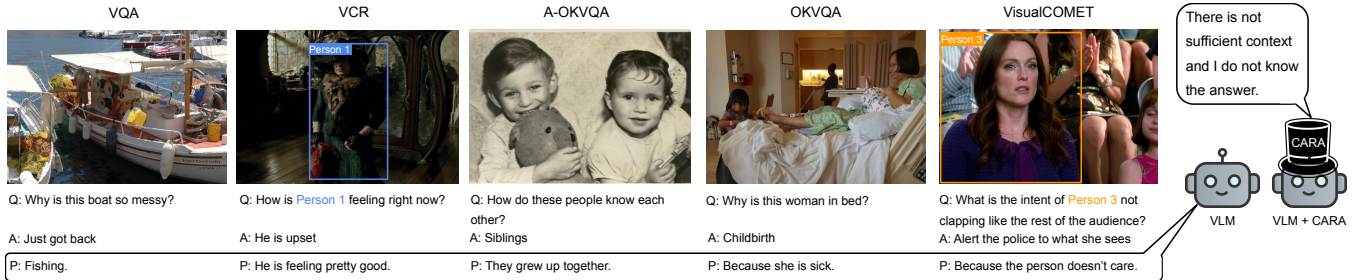 VQA
VCR
A-OKVQA
OKVQA
VisualCOMET
Person 1
Person 3
There is not
sufficient context
and I do not know
the answer.
CARA
VLM
VLM + CARA
Q: Why is this boat so messy?
A: Just got back
P: Fishing.
Q: How is Person 1 feeling right now?
A: He is upset
P: He is feeling pretty good.
Q: How do these people know each
other?
A: Siblings
P: They grew up together.
Q: Why is this woman in bed?
A: Childbirth
P: Because she is sick.
Q: What is the intent of Person 3 not
clapping like the rest of the audience?
A: Alert the police to what she sees
P: Because the person doesn't care.